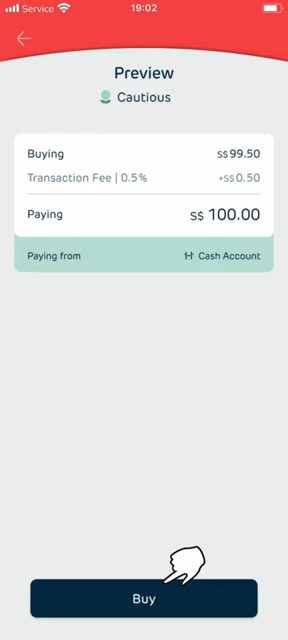 Service 19:02
Preview
Cautious
Buying S$ 99.50
Transaction Fee | 0.5% +S$ 0.50
Paying S$ 100.00
Paying from Cash Account
Buy